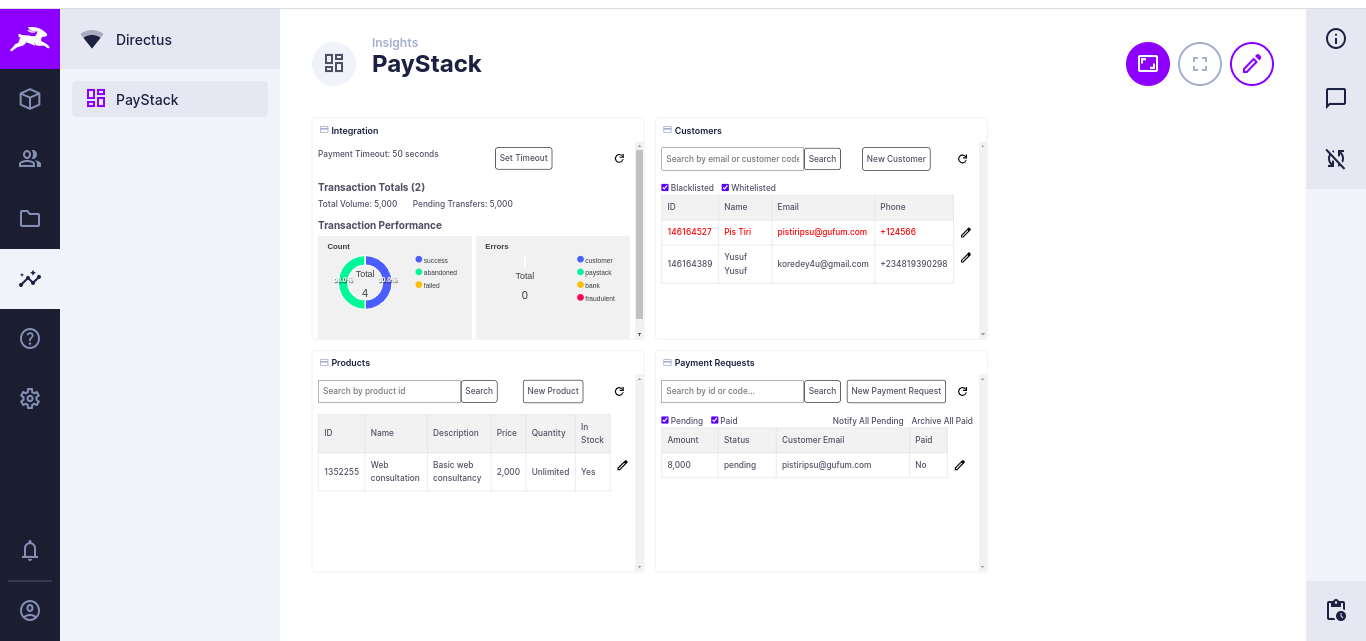 Directus
PayStack
Insights
PayStack
Integration
Payment Timeout: 50 seconds
Set Timeout
Transaction Totals (2)
Total Volume: 5,000 Pending Transfers: 5,000
Transaction Performance
Count
Total
4
success
abandoned
failed
Errors
Total
0
customer
paystack
bank
fraudulent
Customers
Search by email or customer code
Search
New Customer
Blacklisted Whitelisted
ID Name Email Phone
146164527 Pis Tiri pistiripsu@gufum.com +124566
146164389 Yusuf Yusuf koredey4u@gmail.com +234819390298
Products
Search by product id
Search
New Product
ID Name Description Price Quantity In Stock
1352255 Web consultation Basic web consultancy 2,000 Unlimited Yes
Payment Requests
Search by id or code...
Search
New Payment Request
Pending Paid Notify All Pending Archive All Paid
Amount Status Customer Email Paid
8,000 pending pistiripsu@gufum.com No